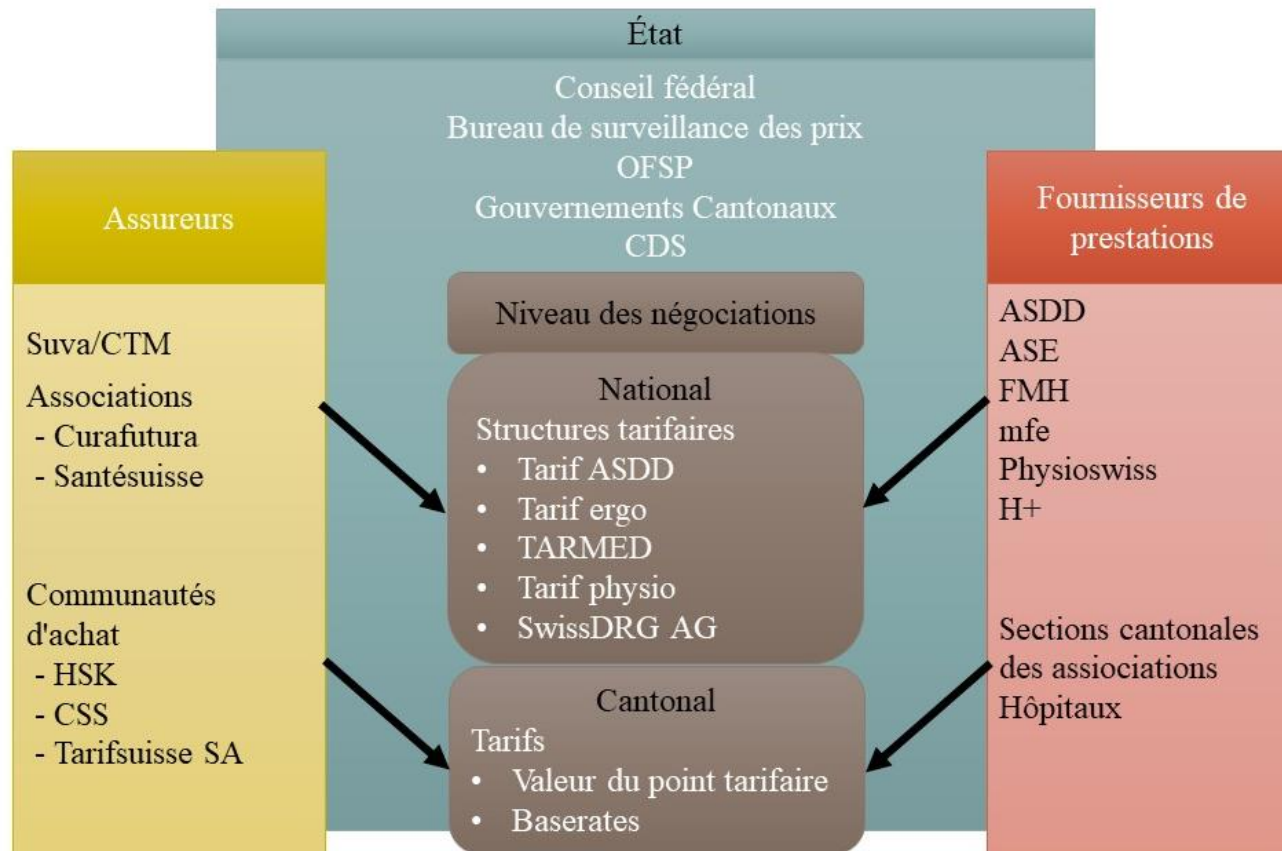 État
Conseil fédéral
Bureau de surveillance des prix
OFSP
Gouvernements Cantonaux
CDS
Assureurs
Suva/CTM
Associations
- Curafutura
- Santésuisse
Communautés
d'achat
- HSK
- CSS
- Tarifsuisse SA
Niveau des négociations
National
Structures tarifaires
• Tarif ASDD
• Tarif ergo
• TARMED
• Tarif physio
• SwissDRG AG
Cantonal
Tarifs
• Valeur du point tarifaire
• Baserates
Fournisseurs de
prestations
ASDD
ASE
FMH
mfe
Physioswiss
H+
Sections cantonales
des assiociations
Hôpitaux